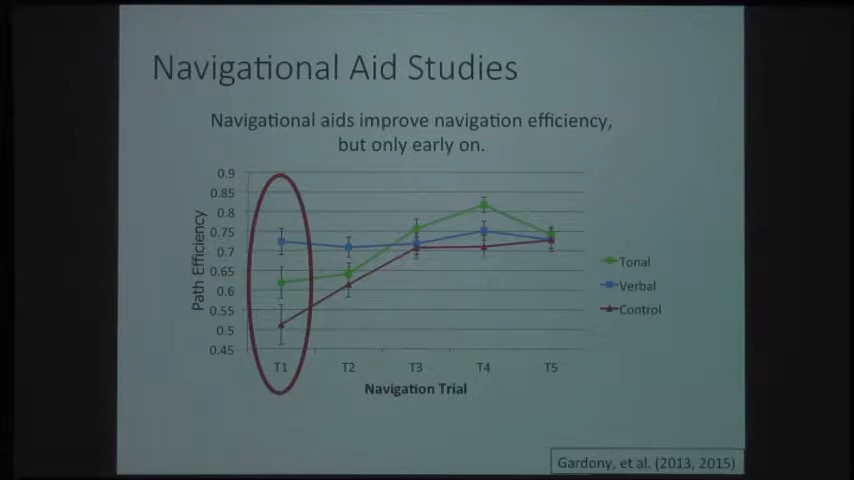 Navigational Aid Studies
Navigational aids improve navigation efficiency,
but only early on.
0.9
0.85
0.8
0.75
0.7
0.65
0.6
0.55
0.5
0.45
Path Efficiency
T1 T2 T3 T4 T5
Navigation Trial
Tonal
Verbal
Control
Gardony, et al. (2013, 2015)